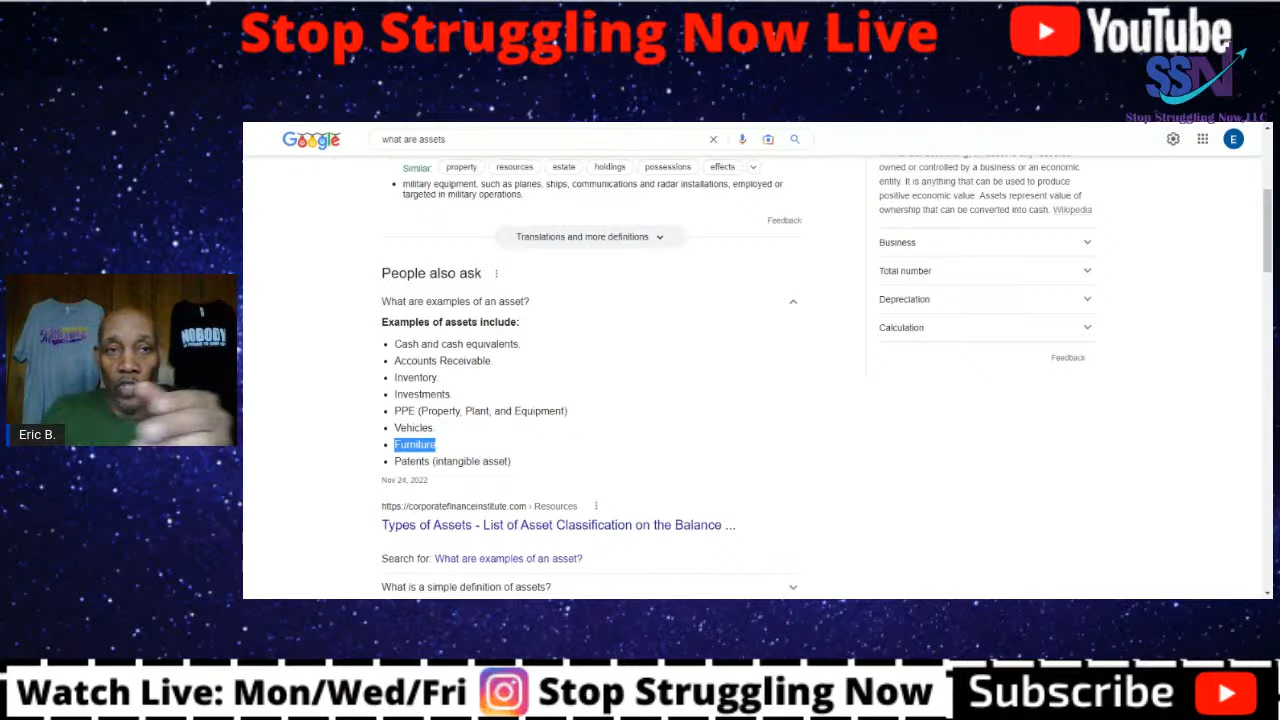 Stop Struggling Now Live
YouTube
SSN
Stop Struggling Now, LLC
Google
what are assets
E
Similar: property resources estate holdings possessions effects
military equipment, such as planes, ships, communications and radar installations, employed or
targeted in military operations.
Feedback
Translations and more definitions
People also ask
What are examples of an asset?
Examples of assets include:
Cash and cash equivalents.
Accounts Receivable.
Inventory.
Investments
PPE (Property, Plant, and Equipment)
Vehicles.
Furniture
Patents (intangible asset)
Nov 24, 2022
https://corporatefinanceinstitute.com › Resources
Types of Assets - List of Asset Classification on the Balance ...
Search for: What are examples of an asset?
What is a simple definition of assets?
owned or controlled by a business or an economic
entity. It is anything that can be used to produce
positive economic value. Assets represent value of
ownership that can be converted into cash. Wikipedia
Business
Total number
Depreciation
Calculation
Feedback
NOBODY
Eric B.
Watch Live: Mon/Wed/Fri Stop Struggling Now Subscribe